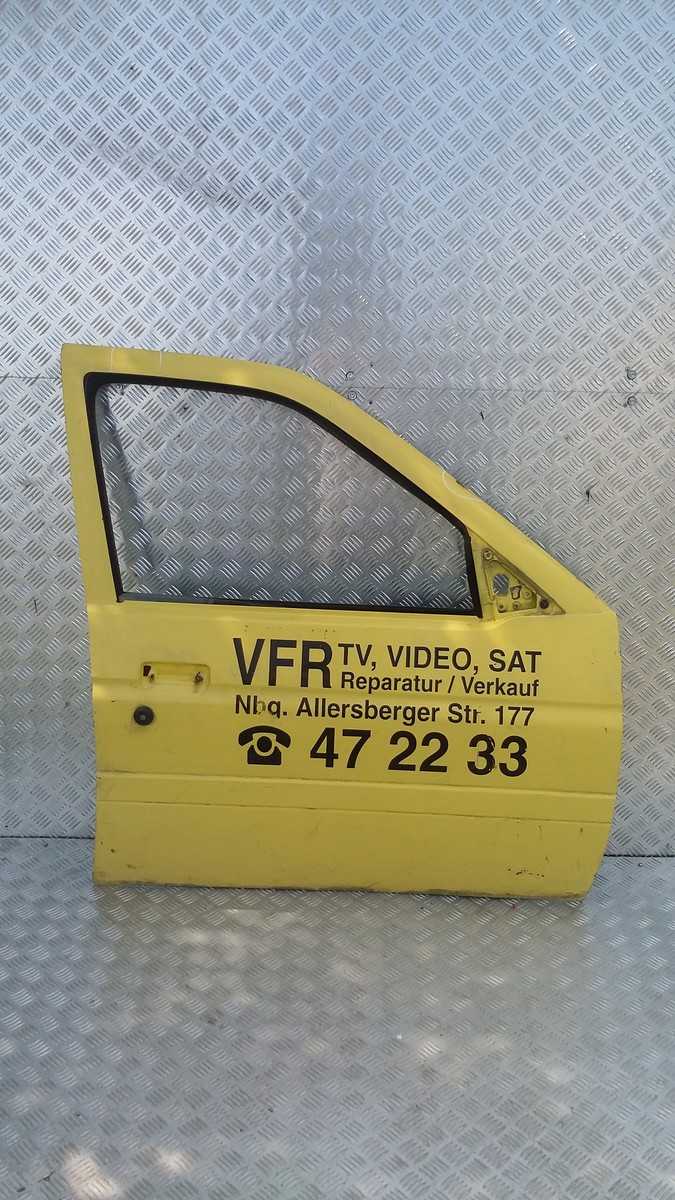 VFR TV, VIDEO, SAT
Reparatur / Verkauf
Nbg. Allersberger Str. 177
☎ 47 22 33